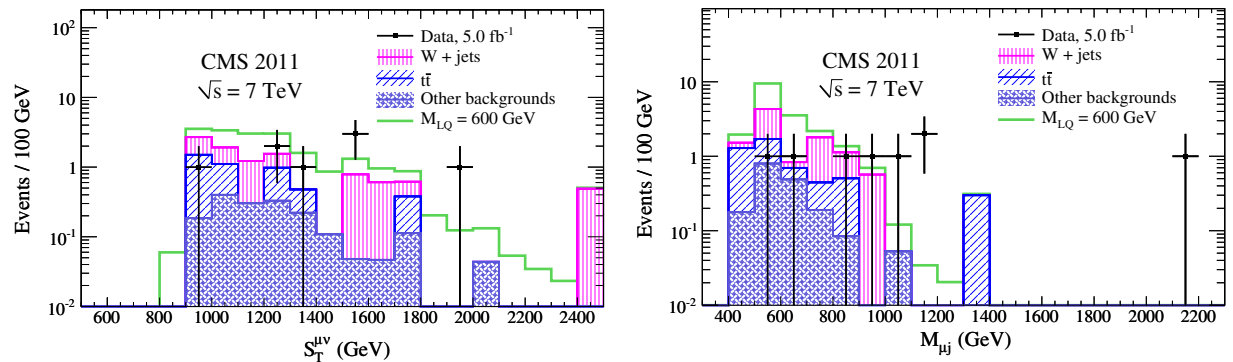 10²
10
1
10⁻¹
10⁻²
Events / 100 GeV
CMS 2011
√s = 7 TeV
Data, 5.0 fb⁻¹
W + jets
tt̅
Other backgrounds
M_LQ = 600 GeV
600 800 1000 1200 1400 1600 1800 2000 2200 2400
S_T^μν (GeV)
10²
10
1
10⁻¹
10⁻²
Events / 100 GeV
CMS 2011
√s = 7 TeV
Data, 5.0 fb⁻¹
W + jets
tt̅
Other backgrounds
M_LQ = 600 GeV
400 600 800 1000 1200 1400 1600 1800 2000 2200
M_μj (GeV)